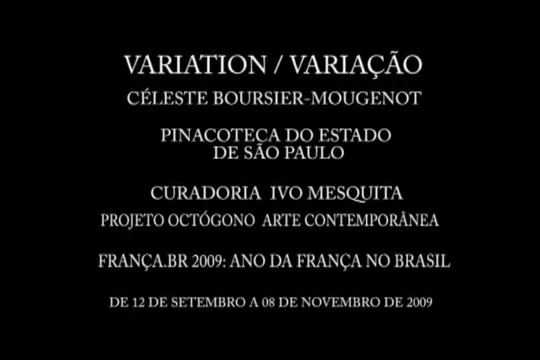 VARIATION / VARIAÇÃO
CÉLESTE BOURSIER-MOUGENOT
PINACOTECA DO ESTADO
DE SÃO PAULO
CURADORIA IVO MESQUITA
PROJETO OCTÓGONO ARTE CONTEMPORÂNEA
FRANÇA.BR 2009: ANO DA FRANÇA NO BRASIL
DE 12 DE SETEMBRO A 08 DE NOVEMBRO DE 2009